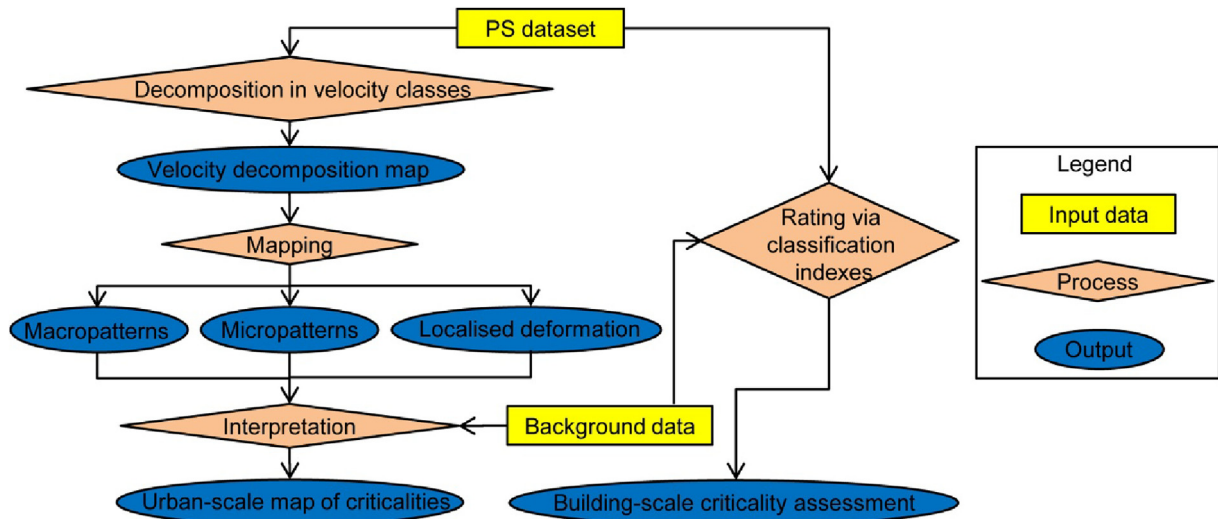 PS dataset
Decomposition in velocity classes
Velocity decomposition map
Mapping
Macropatterns
Micropatterns
Localised deformation
Interpretation
Background data
Urban-scale map of criticalities
Rating via
classification
indexes
Building-scale criticality assessment
Legend
Input data
Process
Output